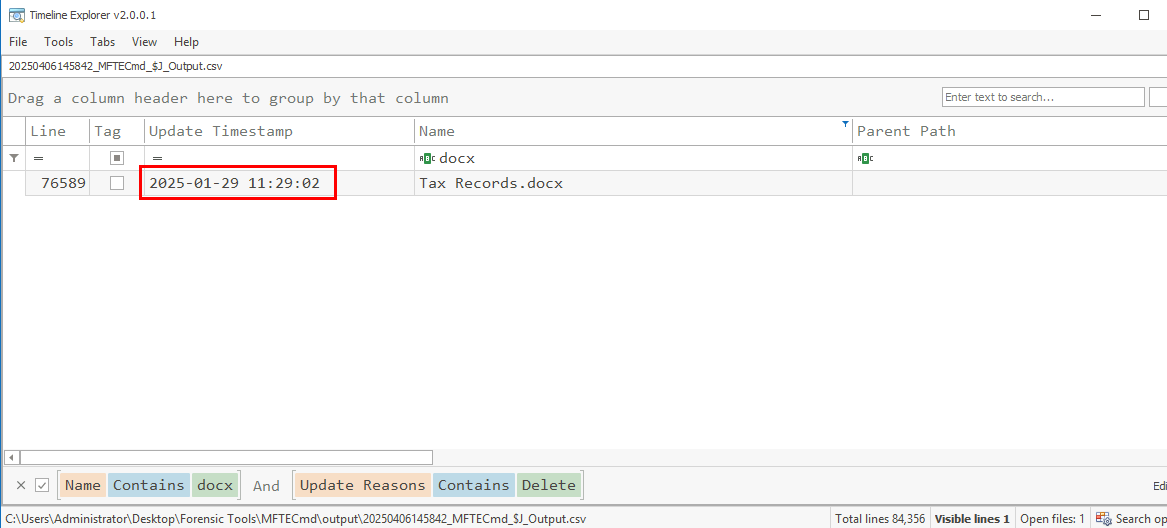 Timeline Explorer v2.0.0.1
File Tools Tabs View Help
20250406145842_MFTECmd_$J_Output.csv
Drag a column header here to group by that column
Enter text to search...
Line Tag Update Timestamp Name Parent Path
= = docx
76589 2025-01-29 11:29:02 Tax Records.docx
Name Contains docx And Update Reasons Contains Delete
Edi
C:\Users\Administrator\Desktop\Forensic Tools\MFTECmd\output\20250406145842_MFTECmd_$J_Output.csv Total lines 84,356 Visible lines 1 Open files: 1 Search op